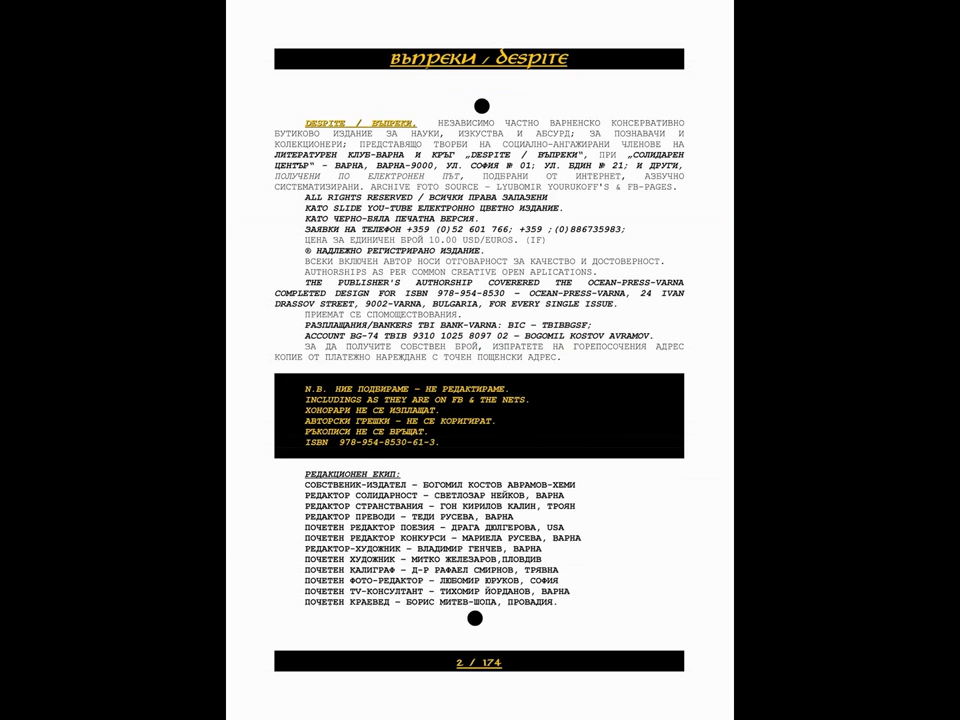 ВЪПРЕКИ / DESPITE
DESPITE / ВЪПРЕКИ. НЕЗАВИСИМО ЧАСТНО ВАРНЕНСКО КОНСЕРВАТИВНО
БУТИКОВО ИЗДАНИЕ ЗА НАУКИ, ИЗКУСТВА И АБСУРД; ЗА ПОЗНАВАЧИ И
КОЛЕКЦИОНЕРИ; ПРЕДСТАВЯЩО ТВОРБИ НА СОЦИАЛНО-АНГАЖИРАНИ ЧЛЕНОВЕ НА
ЛИТЕРАТУРЕН КЛУБ-ВАРНА И КРЪГ „DESPITE / ВЪПРЕКИ“, ПРИ „СОЛИДАРЕН
ЦЕНТЪР“ – ВАРНА, ВАРНА-9000, УЛ. СОФИЯ № 01; УЛ. БДИН № 21; И ДРУГИ,
ПОЛУЧЕНИ ПО ЕЛЕКТРОНЕН ПЪТ, ПОДБРАНИ ОТ ИНТЕРНЕТ, АЗБУЧНО
СИСТЕМАТИЗИРАНИ. ARCHIVE FOTO SOURCE – LYUBOMIR YOURUKOFF'S & FB-PAGES.
ALL RIGHTS RESERVED / ВСИЧКИ ПРАВА ЗАПАЗЕНИ
КАТО SLIDE YOU-TUBE ЕЛЕКТРОННО ЦВЕТНО ИЗДАНИЕ.
КАТО ЧЕРНО-БЯЛА ПЕЧАТНА ВЕРСИЯ.
ЗАЯВКИ НА ТЕЛЕФОН +359 (0)52 601 766; +359 ;(0)886735983;
ЦЕНА ЗА ЕДИНИЧЕН БРОЙ 10.00 USD/EUROS. (IF)
® НАДЛЕЖНО РЕГИСТРИРАНО ИЗДАНИЕ.
ВСЕКИ ВКЛЮЧЕН АВТОР НОСИ ОТГОВАРНОСТ ЗА КАЧЕСТВО И ДОСТОВЕРНОСТ.
AUTHORSHIPS AS PER COMMON CREATIVE OPEN APLICATIONS.
THE PUBLISHER'S AUTHORSHIP COVERERED THE OCEAN-PRESS-VARNA
COMPLETED DESIGN FOR ISBN 978-954-8530 – OCEAN-PRESS-VARNA, 24 IVAN
DRASSOV STREET, 9002-VARNA, BULGARIA, FOR EVERY SINGLE ISSUE.
ПРИЕМАТ СЕ СПОМОЩЕСТВОВАНИЯ.
РАЗПЛАЩАНИЯ/BANKERS TBI BANK-VARNA: BIC – TBIBBGSF;
ACCOUNT BG-74 TBIB 9310 1025 8097 02 – BOGOMIL KOSTOV AVRAMOV.
ЗА ДА ПОЛУЧИТЕ СОБСТВЕН БРОЙ, ИЗПРАТЕТЕ НА ГОРЕПОСОЧЕНИЯ АДРЕС
КОПИЕ ОТ ПЛАТЕЖНО НАРЕЖДАНЕ С ТОЧЕН ПОЩЕНСКИ АДРЕС.
N.B. НИЕ ПОДБИРАМЕ – НЕ РЕДАКТИРАМЕ.
INCLUDINGS AS THEY ARE ON FB & THE NETS.
ХОНОРАРИ НЕ СЕ ИЗПЛАЩАТ.
АВТОРСКИ ГРЕШКИ – НЕ СЕ КОРИГИРАТ.
РЪКОПИСИ НЕ СЕ ВРЪЩАТ.
ISBN 978-954-8530-61-3.
РЕДАКЦИОНЕН ЕКИП:
СОБСТВЕНИК-ИЗДАТЕЛ – БОГОМИЛ КОСТОВ АВРАМОВ-ХЕМИ
РЕДАКТОР СОЛИДАРНОСТ – СВЕТЛОЗАР НЕЙКОВ, ВАРНА
РЕДАКТОР СТРАНСТВАНИЯ – ГОН КИРИЛОВ КАЛИН, ТРОЯН
РЕДАКТОР ПРЕВОДИ – ТЕДИ РУСЕВА, ВАРНА
ПОЧЕТЕН РЕДАКТОР ПОЕЗИЯ – ДРАГА ДЮЛГЕРОВА, USA
ПОЧЕТЕН РЕДАКТОР КОНКУРСИ – МАРИЕЛА РУСЕВА, ВАРНА
РЕДАКТОР-ХУДОЖНИК – ВЛАДИМИР ГЕНЧЕВ, ВАРНА
ПОЧЕТЕН ХУДОЖНИК – МИТКО ЖЕЛЕЗАРОВ,ПЛОВДИВ
ПОЧЕТЕН КАЛИГРАФ – Д-Р РАФАЕЛ СМИРНОВ, ТРЯВНА
ПОЧЕТЕН ФОТО-РЕДАКТОР – ЛЮБОМИР ЮРУКОВ, СОФИЯ
ПОЧЕТЕН TV-КОНСУЛТАНТ – ТИХОМИР ЙОРДАНОВ, ВАРНА
ПОЧЕТЕН КРАЕВЕД – БОРИС МИТЕВ-ШОПА, ПРОВАДИЯ.
2 / 174